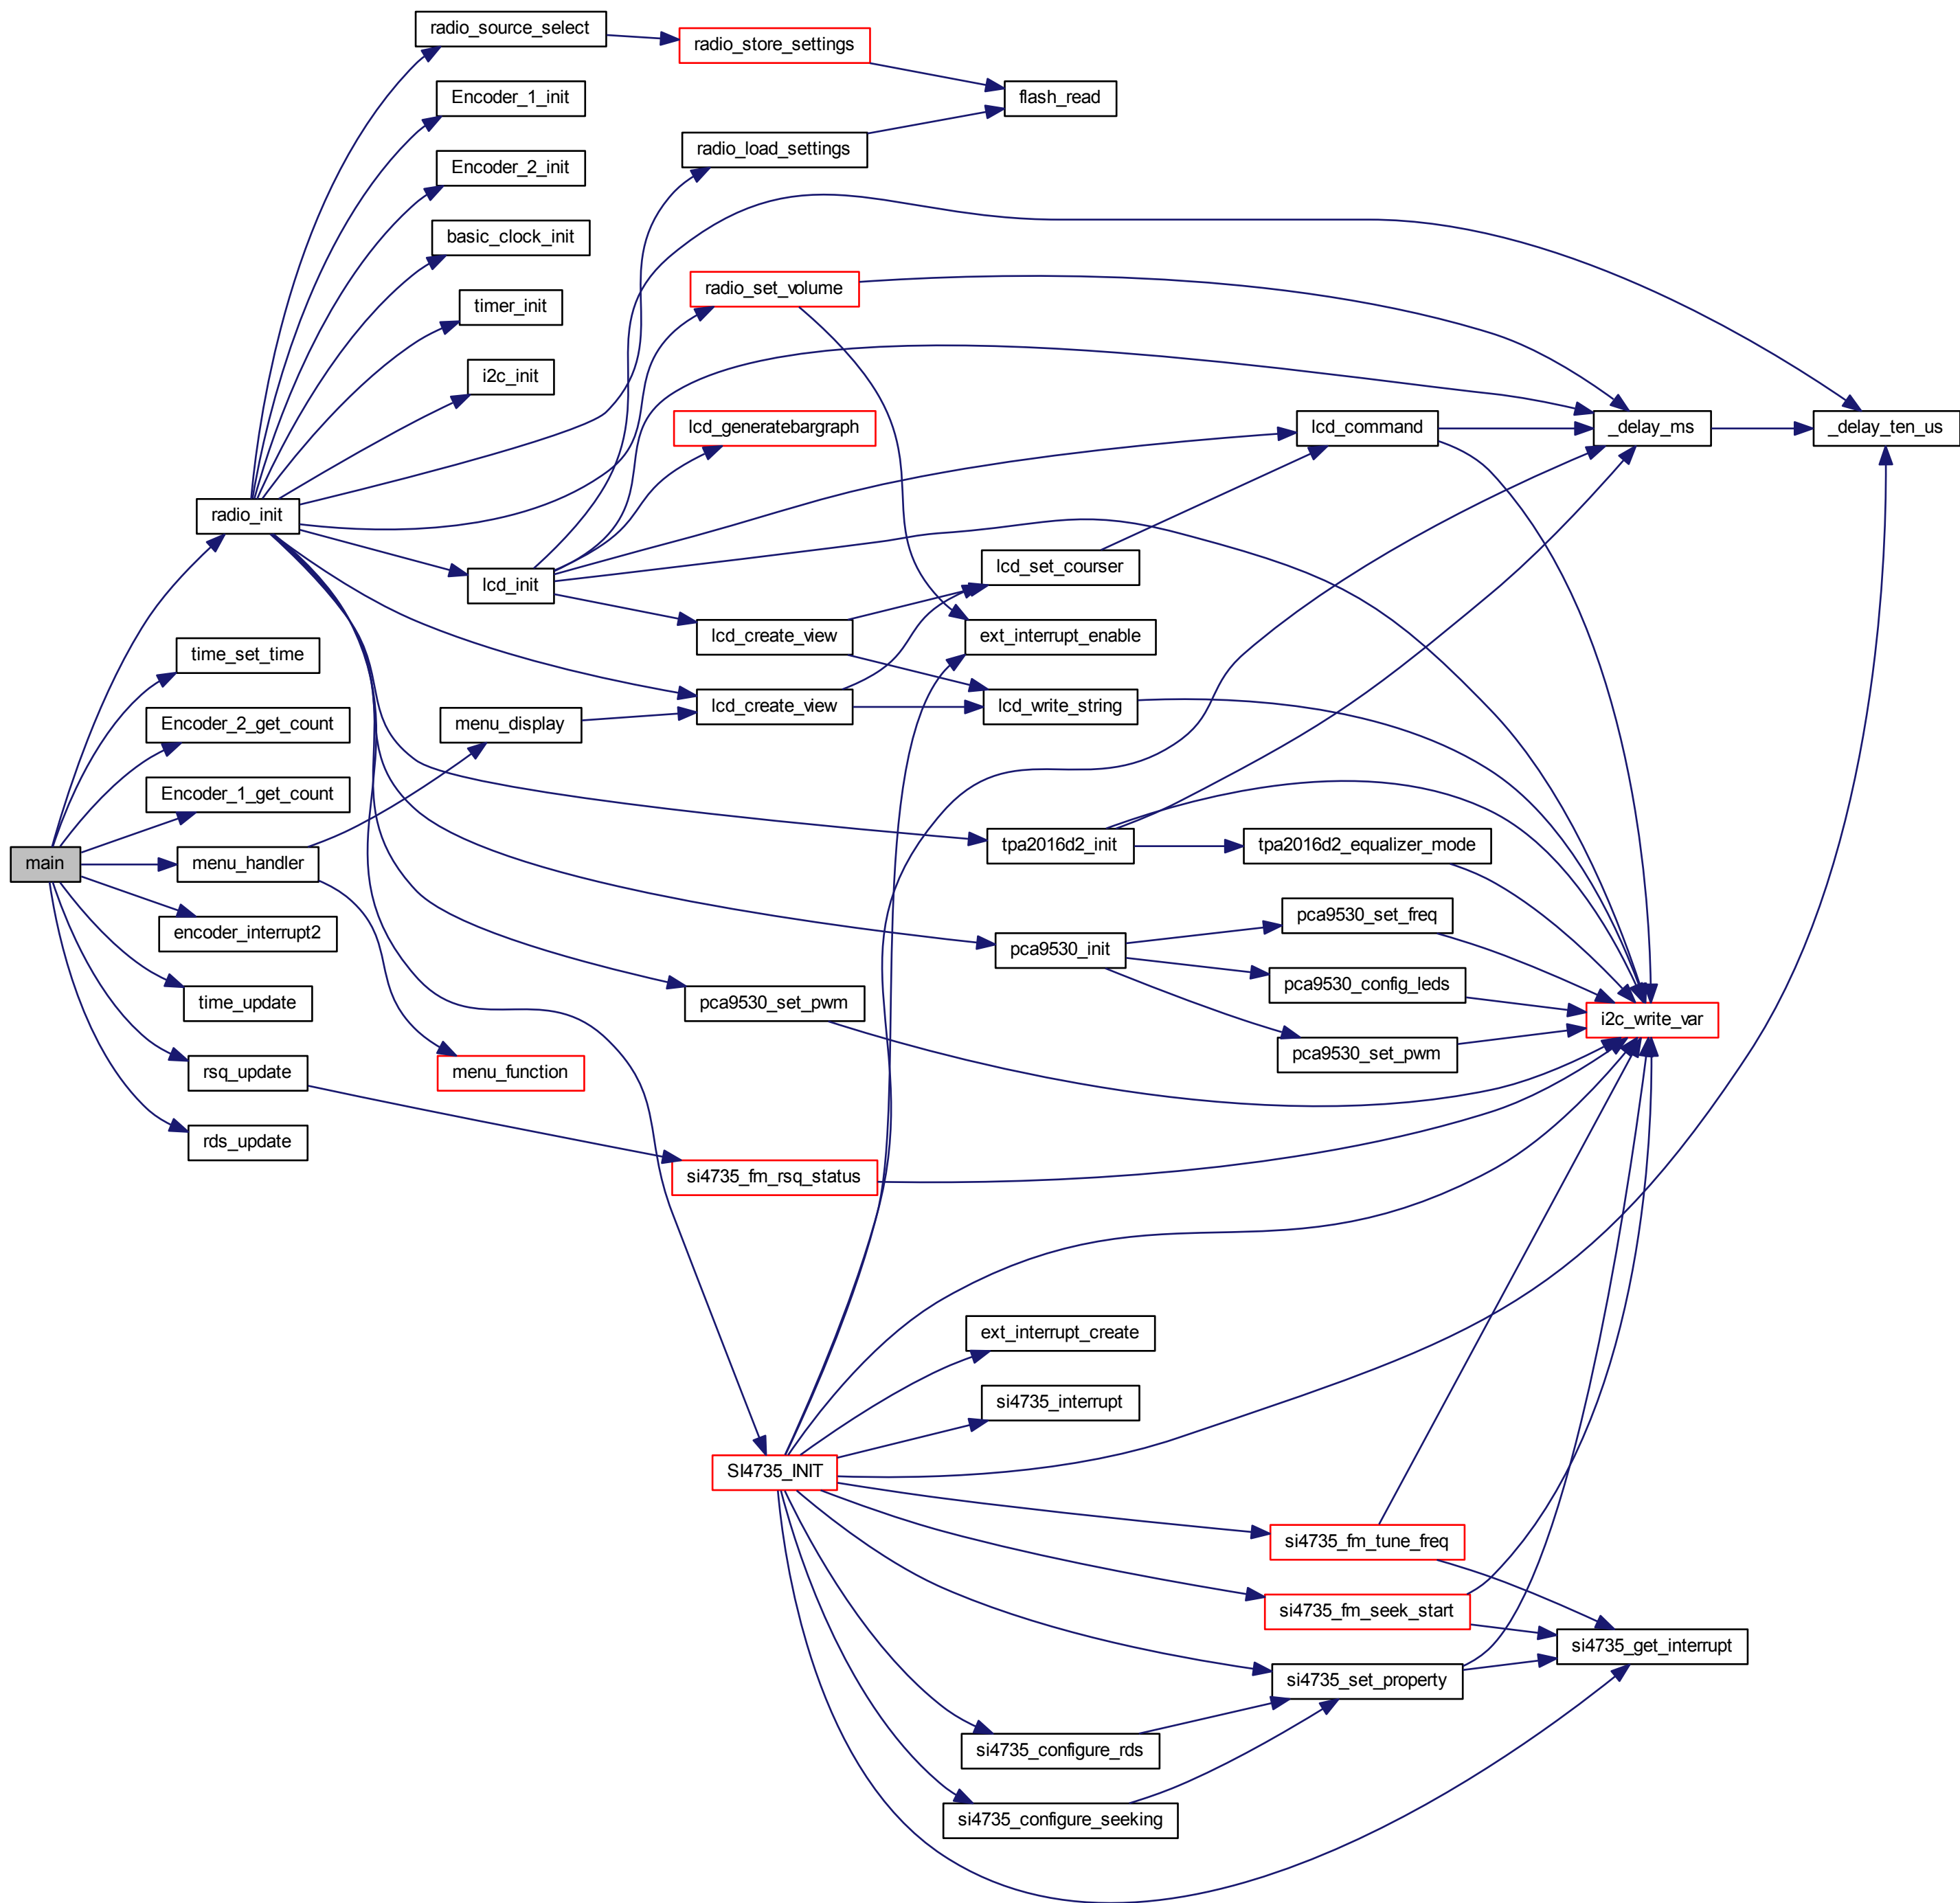 radio_source_select
radio_store_settings
Encoder_1_init
flash_read
radio_load_settings
Encoder_2_init
basic_clock_init
radio_set_volume
timer_init
i2c_init
lcd_generatebargraph
lcd_command
_delay_ms
_delay_ten_us
radio_init
lcd_init
lcd_set_courser
lcd_create_view
ext_interrupt_enable
time_set_time
lcd_create_view
lcd_write_string
menu_display
Encoder_2_get_count
Encoder_1_get_count
tpa2016d2_init
tpa2016d2_equalizer_mode
main
menu_handler
pca9530_set_freq
encoder_interrupt2
pca9530_init
pca9530_config_leds
time_update
pca9530_set_pwm
i2c_write_var
pca9530_set_pwm
rsq_update
menu_function
rds_update
si4735_fm_rsq_status
ext_interrupt_create
si4735_interrupt
SI4735_INIT
si4735_fm_tune_freq
si4735_fm_seek_start
si4735_get_interrupt
si4735_set_property
si4735_configure_rds
si4735_configure_seeking